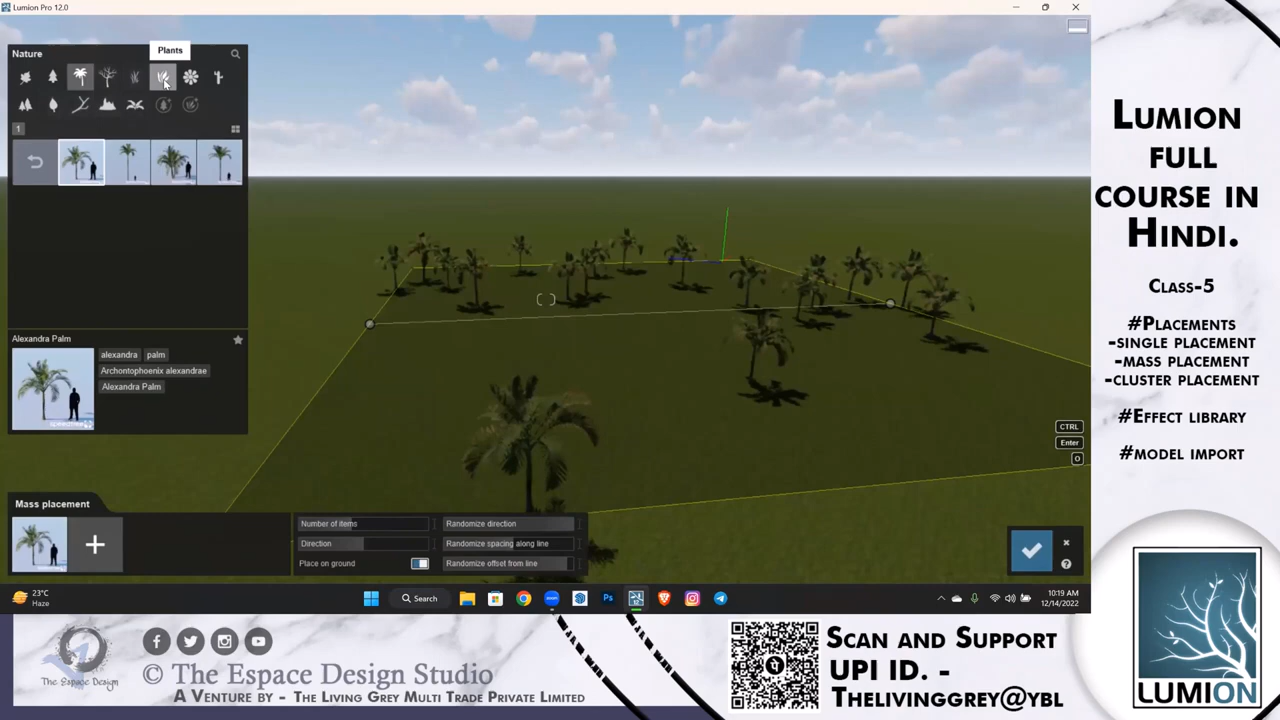 Lumion Pro 12.0
Nature
Plants
1
Alexandra Palm
alexandra
palm
Archontophoenix alexandrae
Alexandra Palm
CTRL
Enter
O
Mass placement
Number of items
Randomize direction
Direction
Randomize spacing along line
Place on ground
Randomize offset from line
23°C
Haze
Search
Ps
10:19 AM
12/14/2022
Lumion
full
course in
Hindi.
Class-5
#Placements
-single placement
-mass placement
-cluster placement
#Effect library
#model import
The Espace Design
© The Espace Design Studio
A Venture by - The Living Grey Multi Trade Private Limited
Scan and Support
UPI ID. -
Thelivinggrey@ybl
LUMION